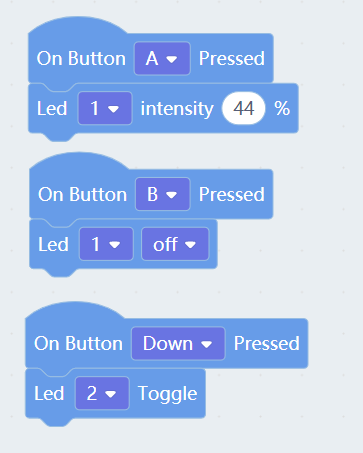 On Button A Pressed
Led 1 intensity 44 %
On Button B Pressed
Led 1 off
On Button Down Pressed
Led 2 Toggle